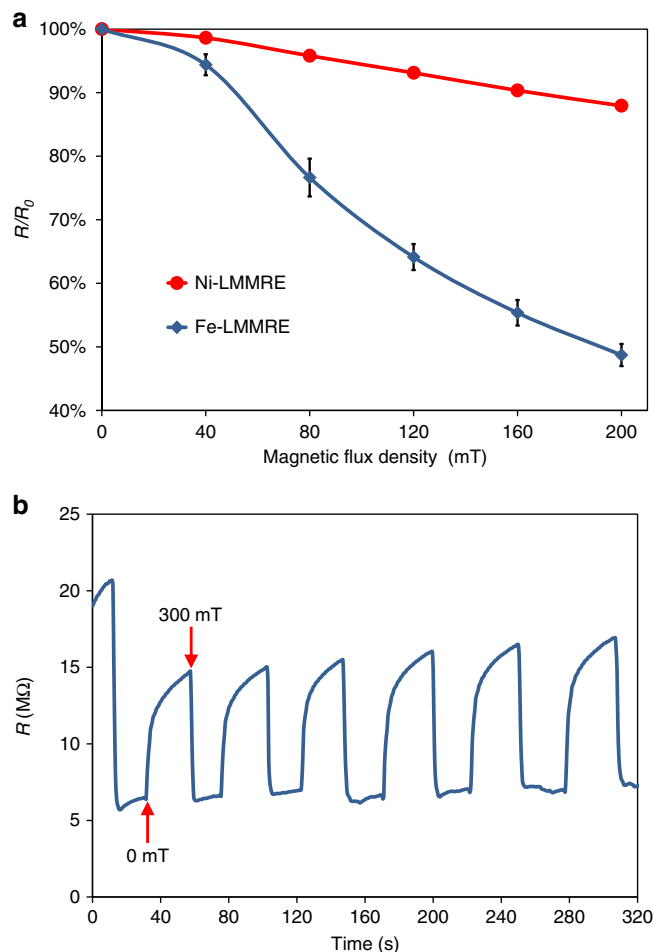 a
100%
90%
80%
70%
60%
50%
40%
R/R0
Ni-LMMRE
Fe-LMMRE
0 40 80 120 160 200
Magnetic flux density (mT)
b
25
20
15
10
5
0
R (MΩ)
300 mT
0 mT
0 40 80 120 160 200 240 280 320
Time (s)